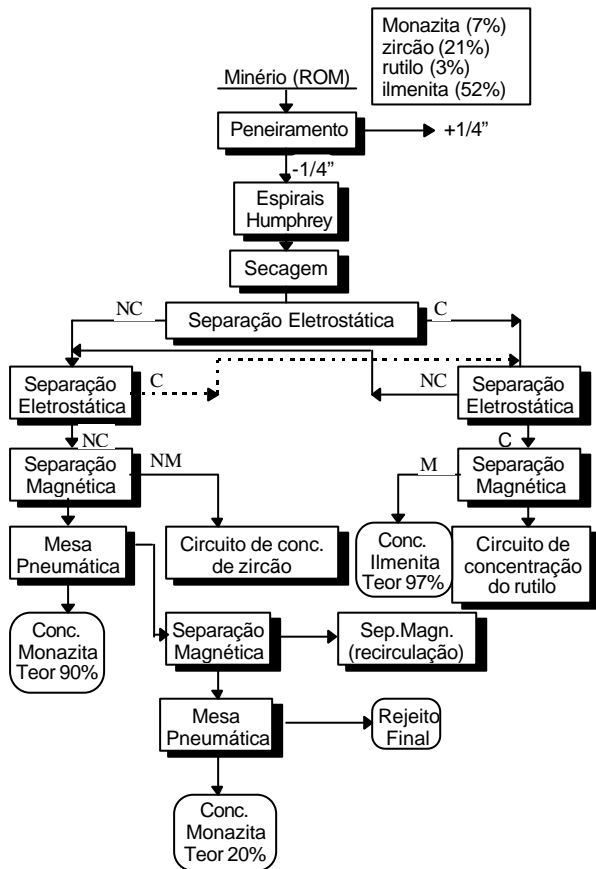 Monazita (7%)
zircão (21%)
rutilo (3%)
ilmenita (52%)
Minério (ROM)
Peneiramento
+1/4”
-1/4”
Espirais
Humphrey
Secagem
NC
Separação Eletrostática
C
Separação
Eletrostática
C
NC
Separação
Eletrostática
NC
C
Separação
Magnética
NM
M
Separação
Magnética
Mesa
Pneumática
Circuito de conc.
de zircão
Conc.
Ilmenita
Teor 97%
Circuito de
concentração
do rutilo
Conc.
Monazita
Teor 90%
Separação
Magnética
Sep.Magn.
(recirculação)
Mesa
Pneumática
Rejeito
Final
Conc.
Monazita
Teor 20%